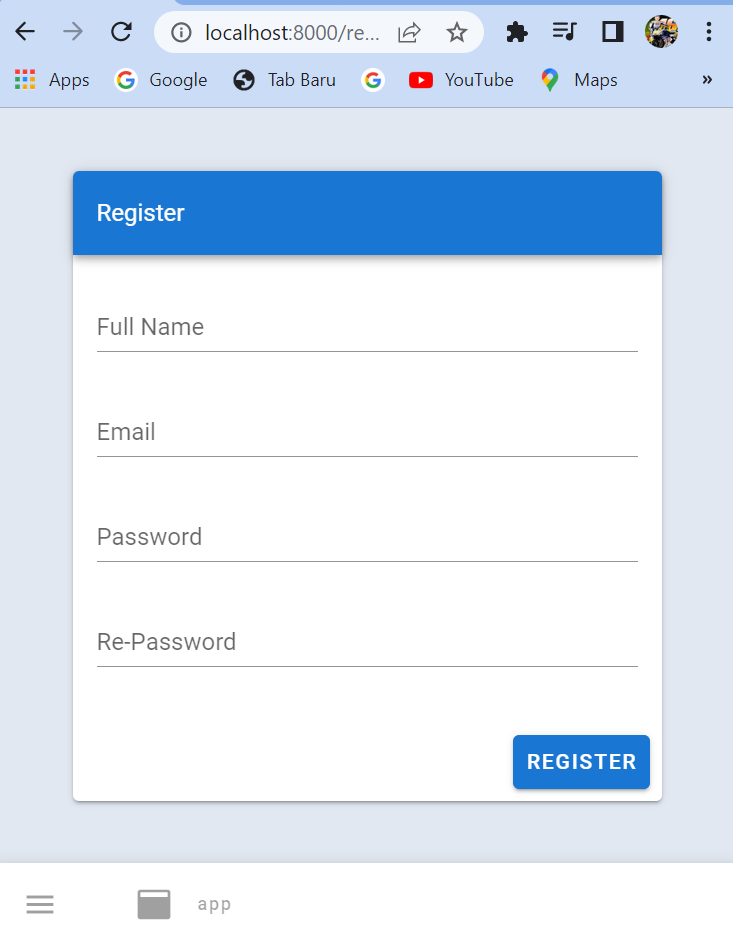 localhost:8000/re...
Apps Google Tab Baru YouTube Maps »
Register
Full Name
Email
Password
Re-Password
REGISTER
app